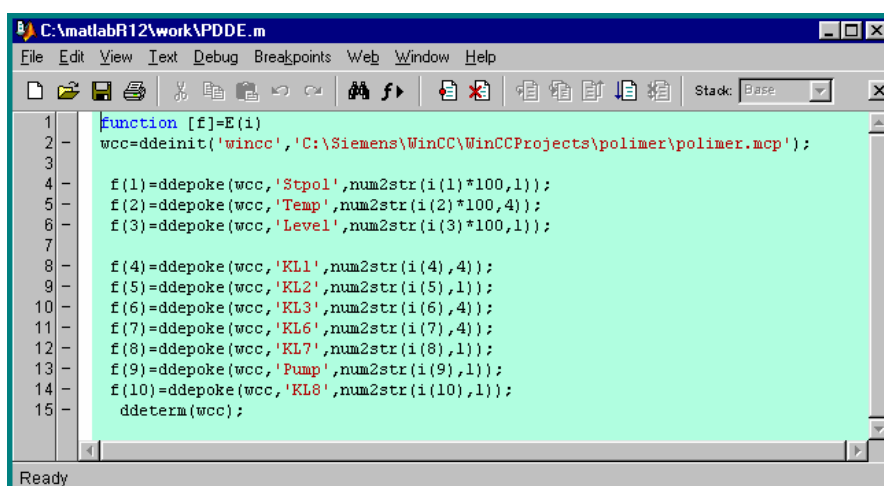 C:\matlabR12\work\PDDE.m
File Edit View Text Debug Breakpoints Web Window Help
Stack: Base
1 function [f]=E(i)
2 - wcc=ddeinit('wincc','C:\Siemens\WinCC\WinCCProjects\polimer\polimer.mcp');
3
4 - f(1)=ddepoke(wcc,'Stpol',num2str(i(1)*100,1));
5 - f(2)=ddepoke(wcc,'Temp',num2str(i(2)*100,4));
6 - f(3)=ddepoke(wcc,'Level',num2str(i(3)*100,1));
7
8 - f(4)=ddepoke(wcc,'KL1',num2str(i(4),4));
9 - f(5)=ddepoke(wcc,'KL2',num2str(i(5),1));
10 - f(6)=ddepoke(wcc,'KL3',num2str(i(6),4));
11 - f(7)=ddepoke(wcc,'KL6',num2str(i(7),4));
12 - f(8)=ddepoke(wcc,'KL7',num2str(i(8),1));
13 - f(9)=ddepoke(wcc,'Pump',num2str(i(9),1));
14 - f(10)=ddepoke(wcc,'KL8',num2str(i(10),1));
15 - ddeterm(wcc);
Ready